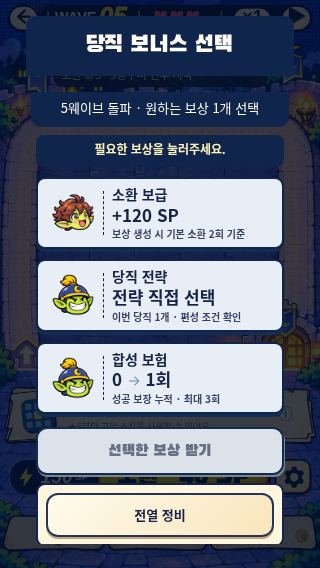 WAVE 05
당직 보너스 선택
5웨이브 돌파 · 원하는 보상 1개 선택
필요한 보상을 눌러주세요.
소환 보급
+120 SP
보상 생성 시 기본 소환 2회 기준
당직 전략
전략 직접 선택
이번 당직 1개 · 편성 조건 확인
합성 보험
0 → 1회
성공 보장 누적 · 최대 3회
선택한 보상 받기
전열 정비